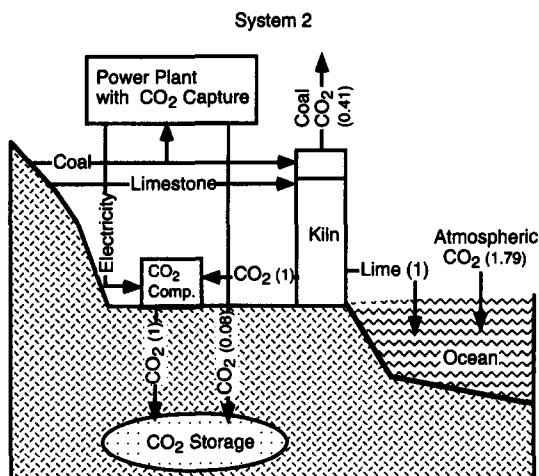 System 2
Power Plant
with CO2 Capture
Coal
CO2
(0.41)
Coal
Limestone
Electricity
Kiln
CO2
Comp.
CO2 (1)
Lime (1)
Atmospheric
CO2 (1.79)
CO2 (1)
CO2 (0.08)
Ocean
CO2 Storage